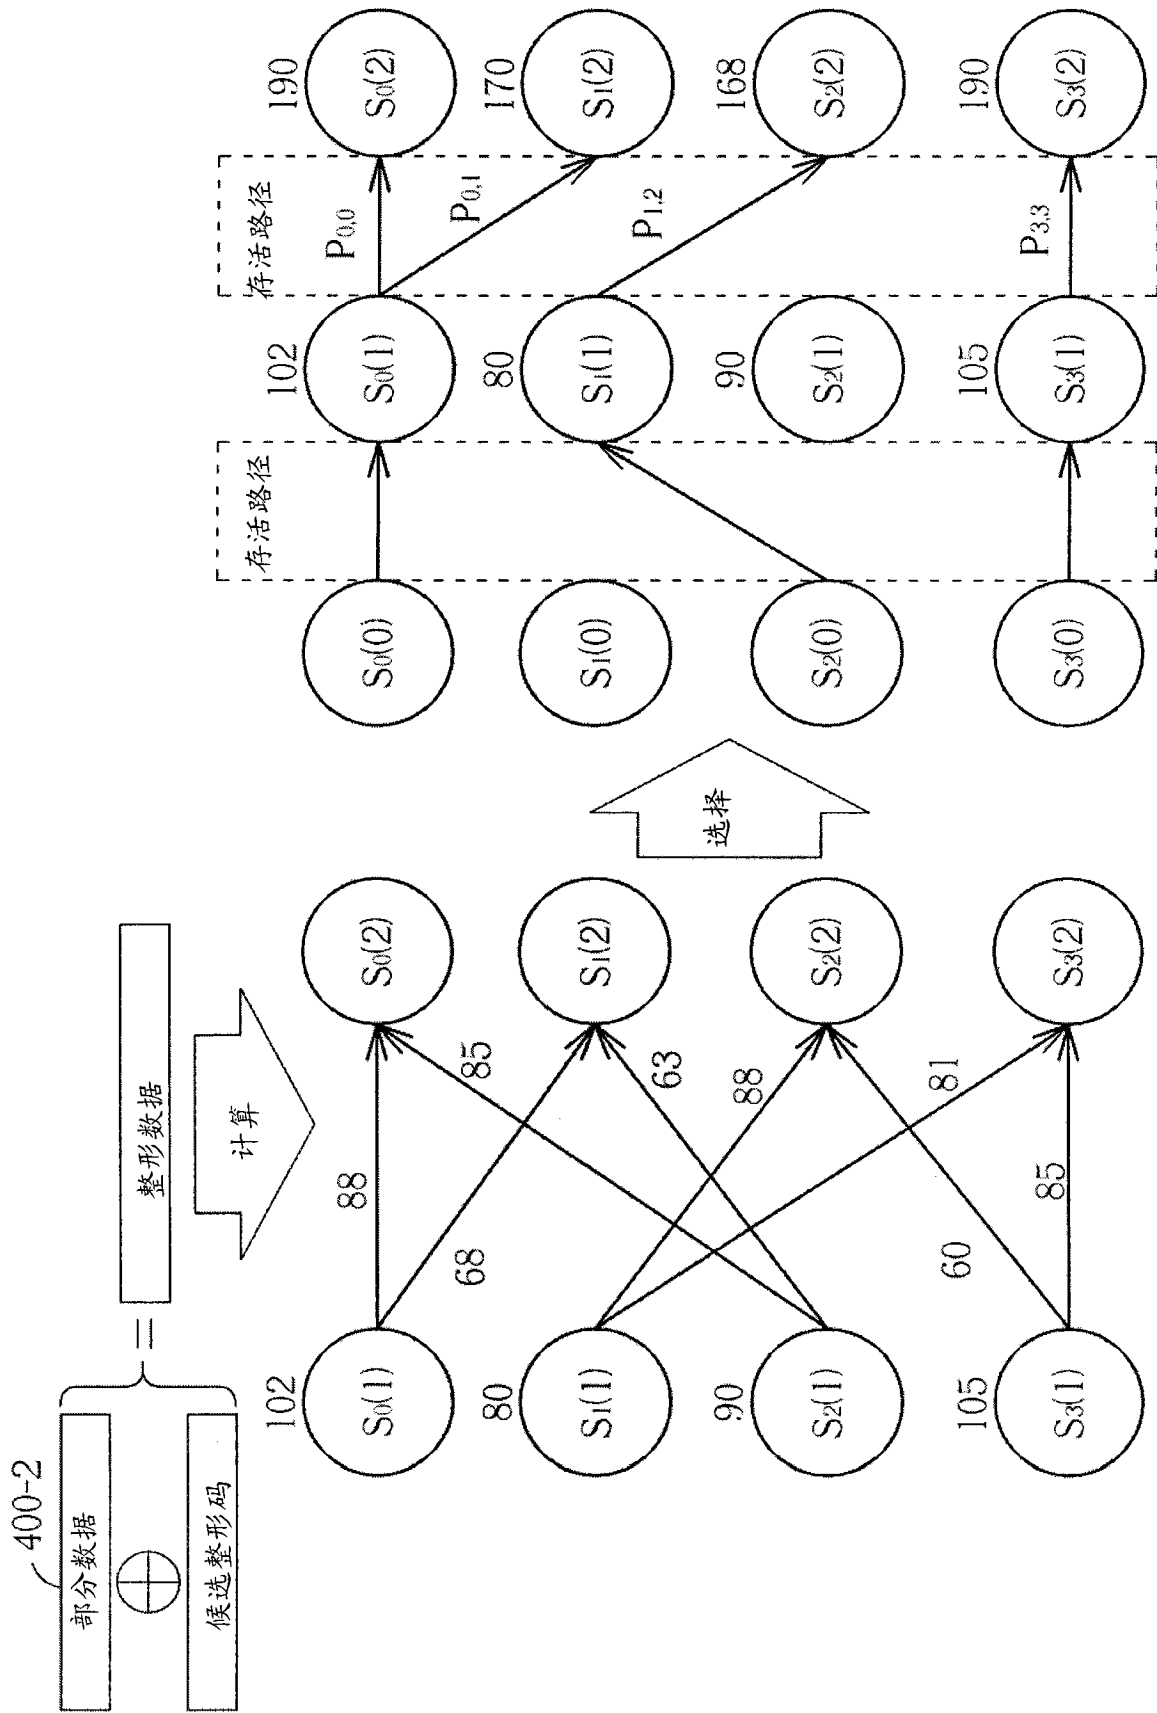 部分数据
400-2
候选整形码
=
整形数据
计算
102
S0(1)
80
S1(1)
90
S2(1)
105
S3(1)
88
68
85
63
88
81
60
85
S0(2)
S1(2)
S2(2)
S3(2)
选择
S0(0)
S1(0)
S2(0)
S3(0)
存活路径
102
S0(1)
80
S1(1)
90
S2(1)
105
S3(1)
存活路径
P0,0
P0,1
P1,2
P3,3
190
S0(2)
170
S1(2)
168
S2(2)
190
S3(2)